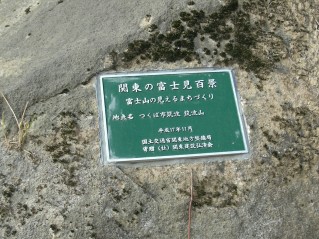 関東の富士見百景
富士山の見えるまちづくり
地点名 つくば市筑波 筑波山
平成17年11月
国土交通省関東地方整備局
寄贈 (社)関東建設弘済会